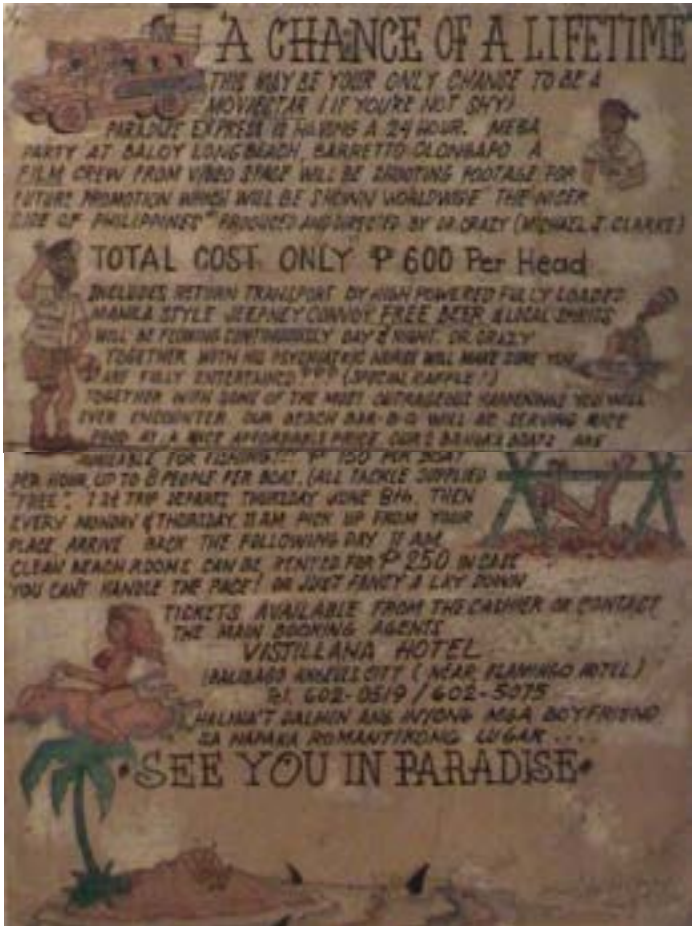 "A CHANCE OF A LIFETIME
THIS MAY BE YOUR ONLY CHANCE TO BE A
MOVIESTAR (IF YOU'RE NOT SHY)
PARADISE EXPRESS IS HAVING A 24 HOUR. MEGA
PARTY AT BALOY LONG BEACH, BARRETTO OLONGAPO A
FILM CREW FROM VIDEO SPACE WILL BE SHOOTING FOOTAGE FOR
FUTURE PROMOTION WHICH WILL BE SHOWN WORLDWIDE "THE NICER
SIDE OF PHILIPPINES" PRODUCED AND DIRECTED BY DR. CRAZY (MICHAEL J. CLARKE)
TOTAL COST ONLY ₱ 600 Per Head
INCLUDES RETURN TRANSPORT BY HIGH POWERED FULLY LOADED
MANILA STYLE JEEPNEY CONVOY. FREE BEER & LOCAL SPIRITS
WILL BE FLOWING CONTINUOUSLY DAY & NIGHT. DR. CRAZY
TOGETHER WITH HIS PSYCHIATRIC NURSE WILL MAKE SURE YOU
ARE FULLY ENTERTAINED??? (SPECIAL RAFFLE!)
TOGETHER WITH SOME OF THE MOST OUTRAGEOUS HAPPENINGS YOU WILL
EVER ENCOUNTER. OUR BEACH BAR-B-Q WILL BE SERVING NICE
FOOD AT A NICE AFFORDABLE PRICE. OUR BANGKA BOATS ARE
AVAILABLE FOR FISHING!!! ₱ 150 PER BOAT
PER HOUR, UP TO 8 PEOPLE PER BOAT. (ALL TACKLE SUPPLIED
"FREE". 1st TRIP DEPARTS THURSDAY JUNE 8th. THEN
EVERY MONDAY & THURSDAY. 11 AM PICK UP FROM YOUR
PLACE. ARRIVE BACK THE FOLLOWING DAY 11 AM.
CLEAN BEACH ROOMS CAN BE RENTED FOR ₱ 250 IN CASE
YOU CAN'T HANDLE THE PACE! OR JUST FANCY A LAY DOWN
TICKETS AVAILABLE FROM THE CASHIER OR CONTACT
THE MAIN BOOKING AGENTS
VISTILLANA HOTEL
BALIBAGO ANGELES CITY (NEAR FLAMINGO HOTEL)
Tel. 602-0519 / 602-5075
HALINA'T DALHIN ANG INYONG MGA BOYFRIEND
SA NAPAKA ROMANTIKONG LUGAR ....
•SEE YOU IN PARADISE•